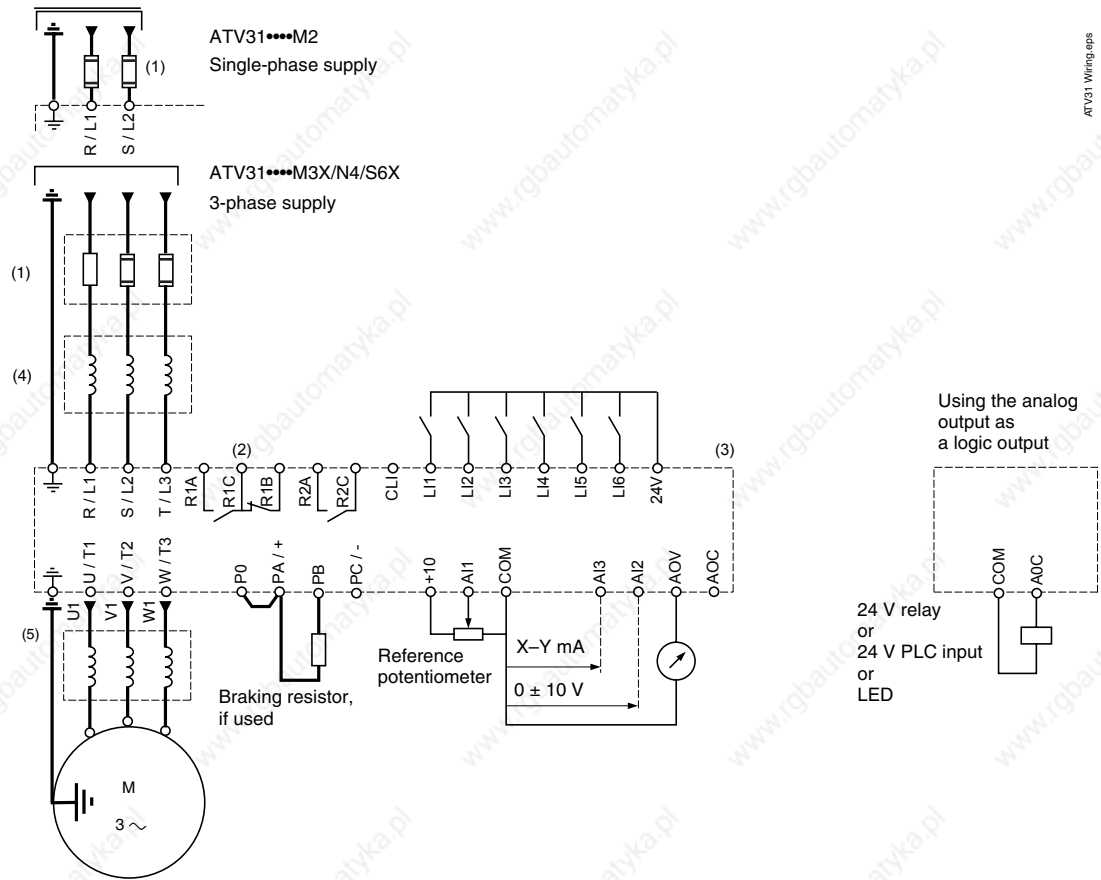 ATV31••••M2
Single-phase supply
(1)
R / L1
S / L2
ATV31 Wiring.eps
ATV31••••M3X/N4/S6X
3-phase supply
(1)
(4)
Using the analog
output as
a logic output
(2)
(3)
R / L1
S / L2
T / L3
R1A
R1C
R1B
R2A
R2C
CLI
LI1
LI2
LI3
LI4
LI5
LI6
24V
U / T1
V / T2
W / T3
P0
PA / +
PB
PC / -
+10
AI1
COM
AI3
AI2
AOV
AOC
COM
A0C
(5)
U1
V1
W1
Braking resistor,
if used
Reference
potentiometer
X–Y mA
0 ± 10 V
24 V relay
or
24 V PLC input
or
LED
M
3 ~
www.rgbautomatyka.pl